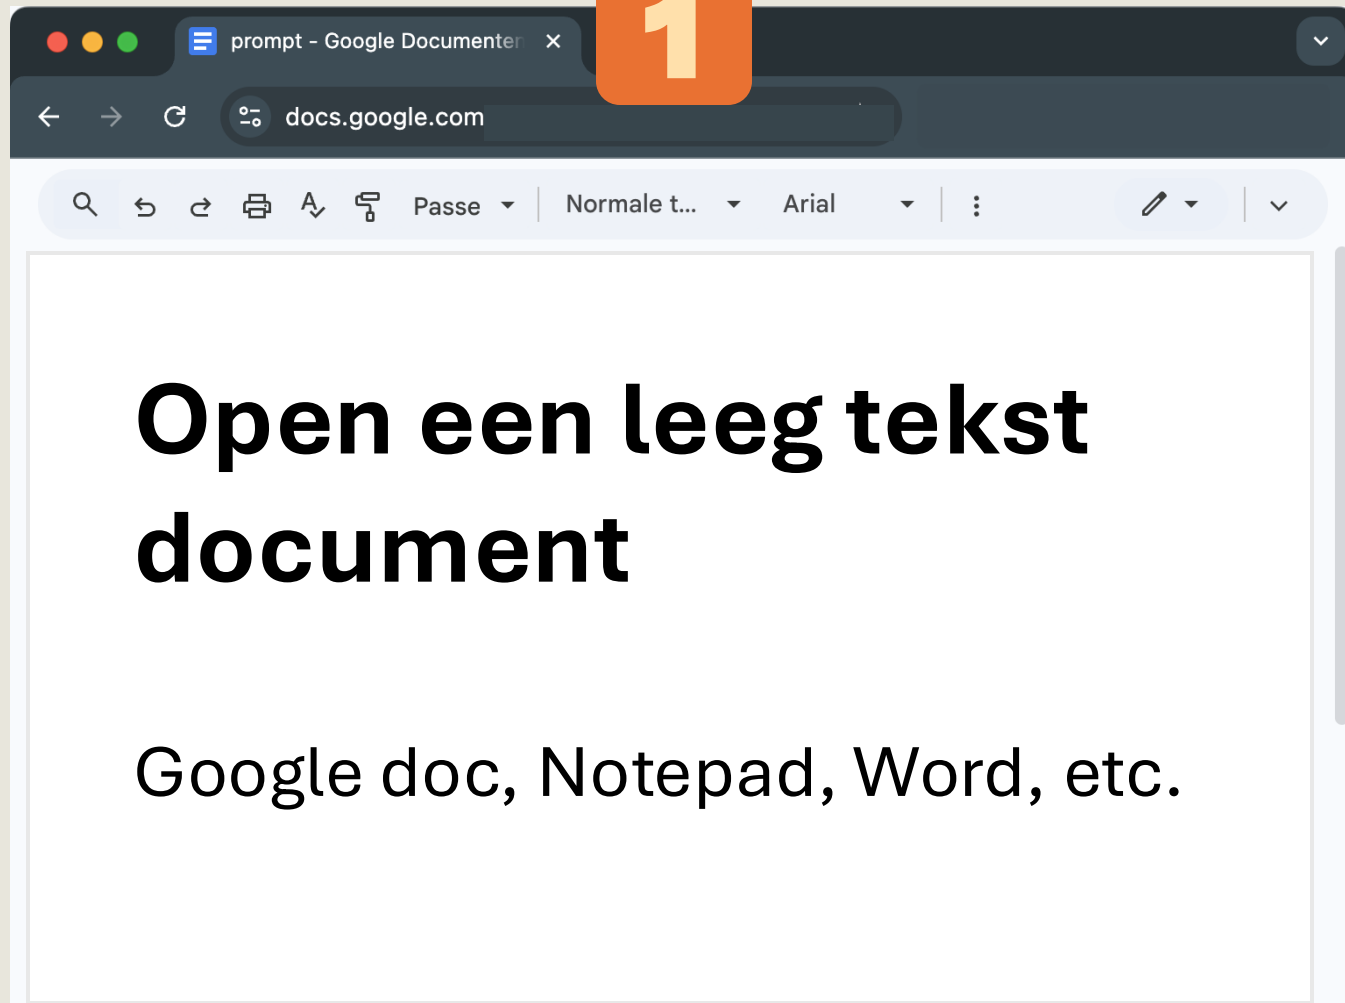 1
prompt - Google Documenten
docs.google.com
Passe
Normale t...
Arial
Open een leeg tekst
document
Google doc, Notepad, Word, etc.